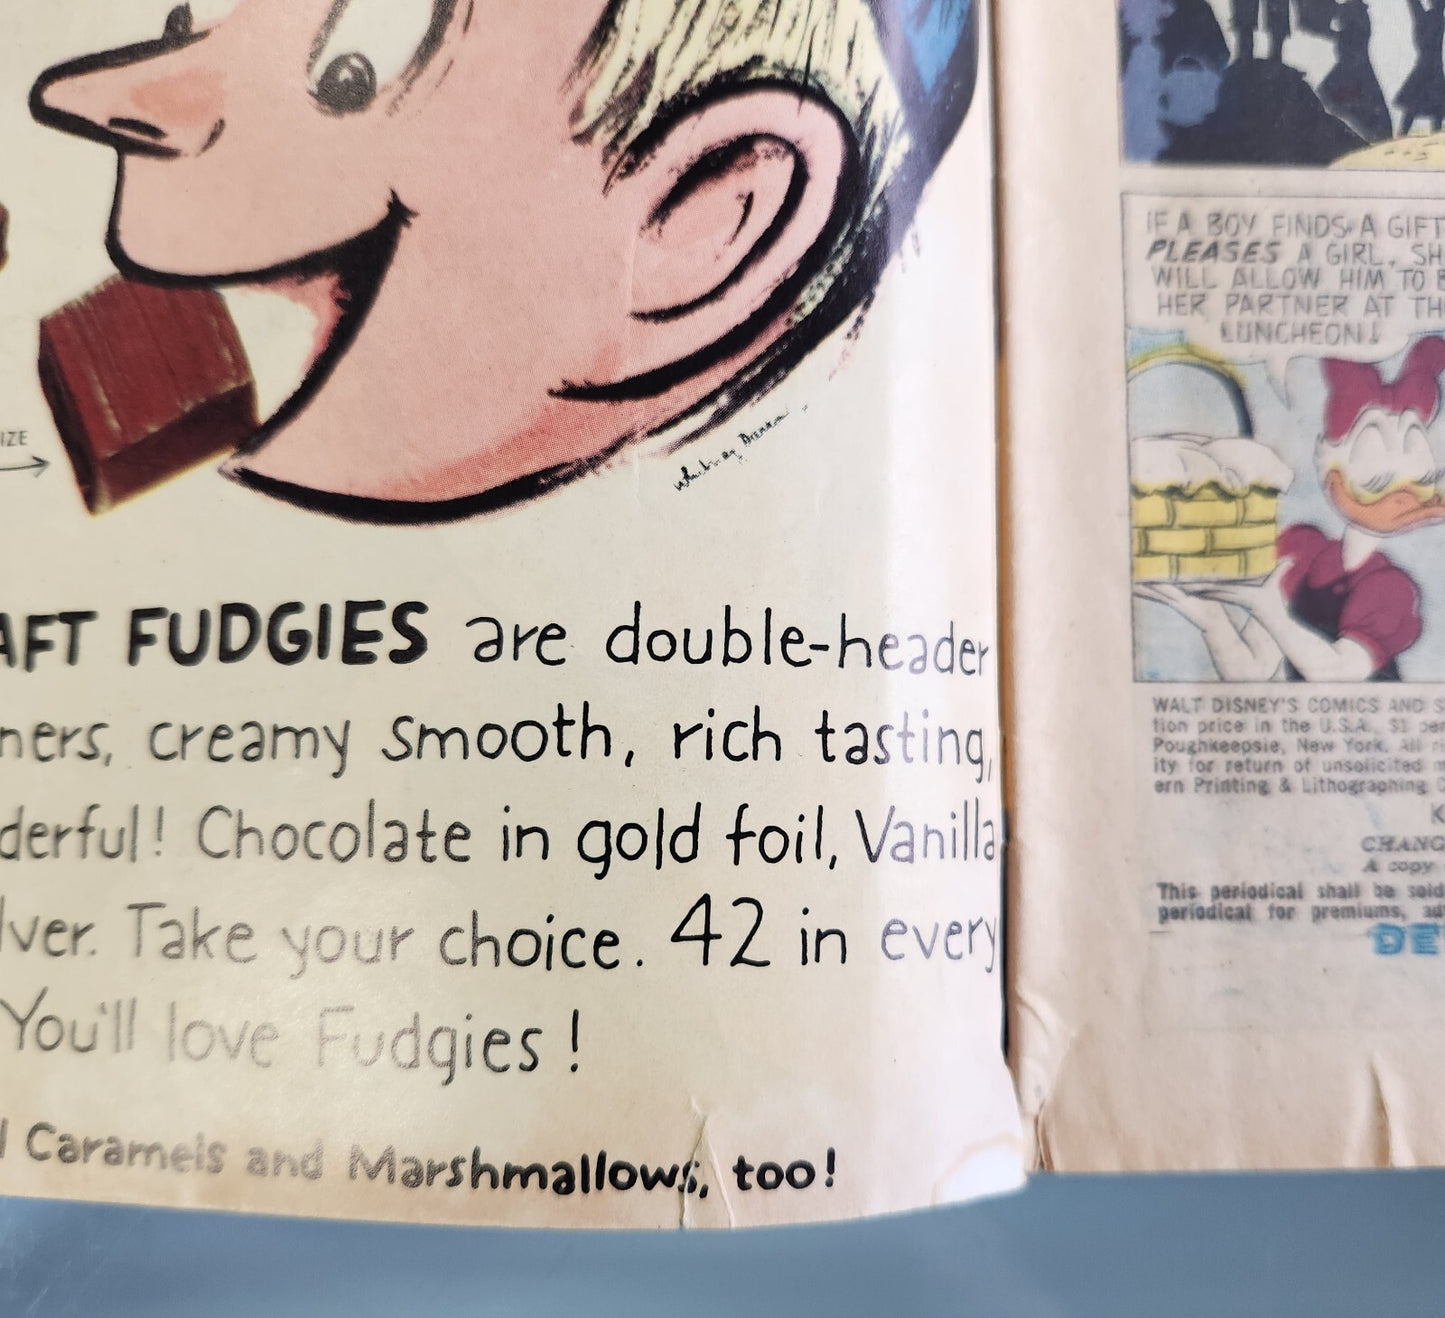 IZE
AFT FUDGIES are double-header
ners, creamy smooth, rich tasting,
derful! Chocolate in gold foil, Vanilla
lver. Take your choice. 42 in every
You'll love Fudgies!
Caramels and Marshmallows, too!
IF A BOY FINDS A GIFT
PLEASES A GIRL, SH
WILL ALLOW HIM TO B
HER PARTNER AT TH
LUNCHEON!
WALT DISNEY'S COMICS AND S
tion price in the U.S.A., $1 per
Poughkeepsie, New York. All ri
ity for return of unsolicited m
ern Printing & Lithographing C
K
CHANG
A copy
This periodical shall be sold
periodical for premiums, ad
DE